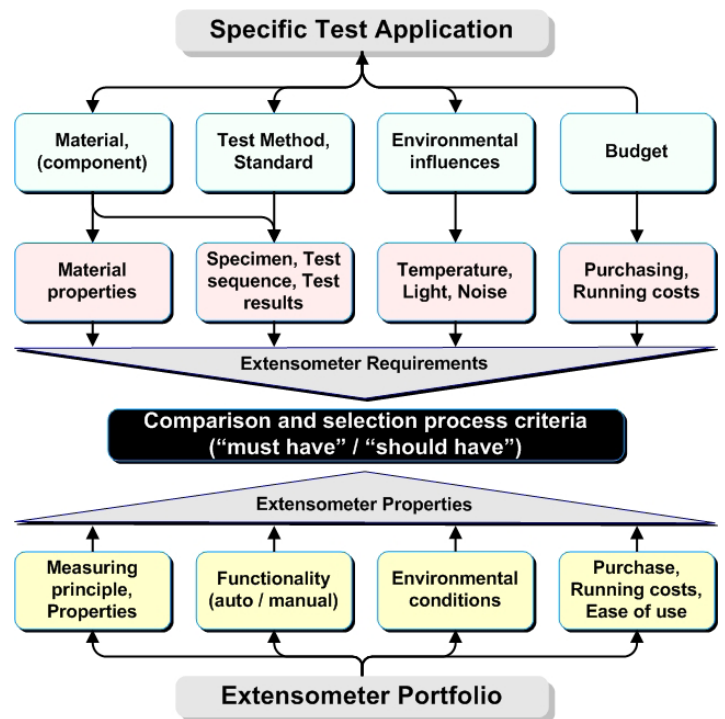 Specific Test Application
Material,
(component)
Test Method,
Standard
Environmental
influences
Budget
Material
properties
Specimen, Test
sequence, Test
results
Temperature,
Light, Noise
Purchasing,
Running costs
Extensometer Requirements
Comparison and selection process criteria
(“must have” / “should have”)
Extensometer Properties
Measuring
principle,
Properties
Functionality
(auto / manual)
Environmental
conditions
Purchase,
Running costs,
Ease of use
Extensometer Portfolio